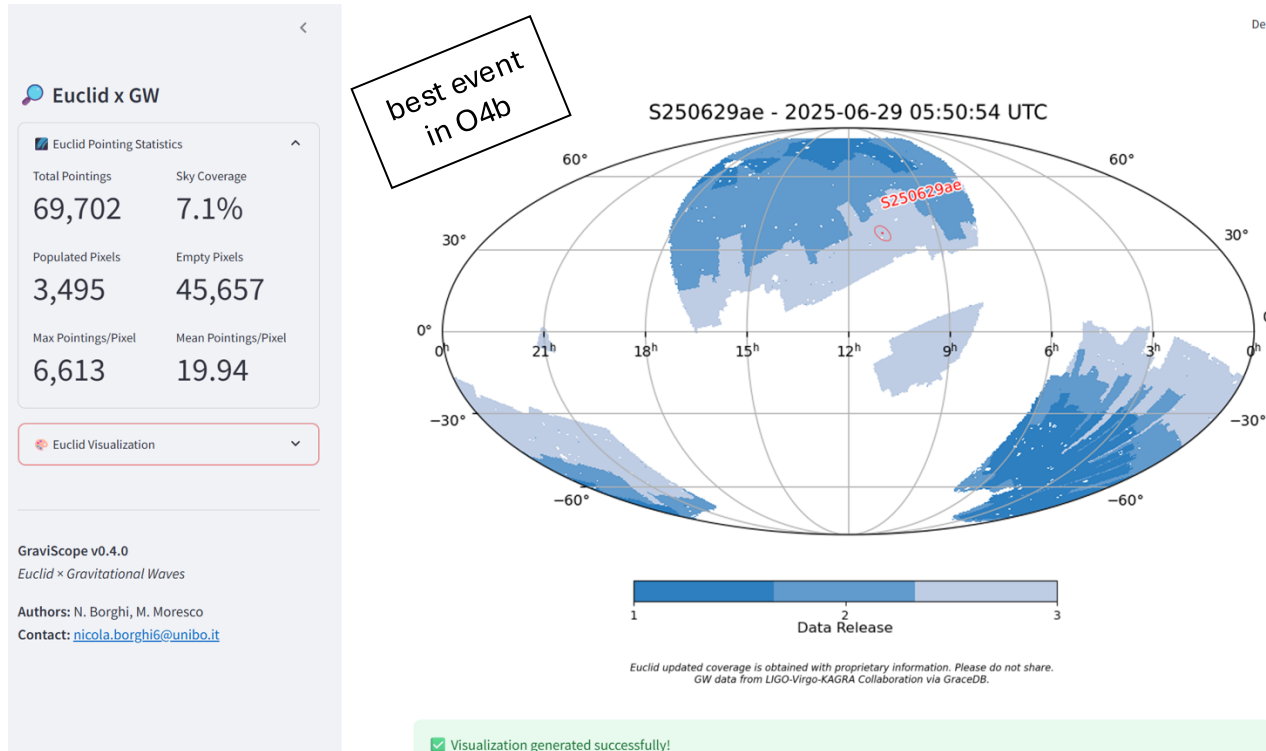 De
Euclid x GW
Euclid Pointing Statistics
Total Pointings
Sky Coverage
69,702
7.1%
Populated Pixels
Empty Pixels
3,495
45,657
Max Pointings/Pixel
Mean Pointings/Pixel
6,613
19.94
Euclid Visualization
GraviScope v0.4.0
Euclid × Gravitational Waves
Authors: N. Borghi, M. Moresco
Contact: nicola.borghi6@unibo.it
best event
in O4b
S250629ae - 2025-06-29 05:50:54 UTC
60° 60°
S250629ae
30° 30°
0° 0
0h 21h 18h 15h 12h 9h 6h 3h 0h
−30° −30°
−60° −60°
1 2 3
Data Release
Euclid updated coverage is obtained with proprietary information. Please do not share.
GW data from LIGO-Virgo-KAGRA Collaboration via GraceDB.
Visualization generated successfully!